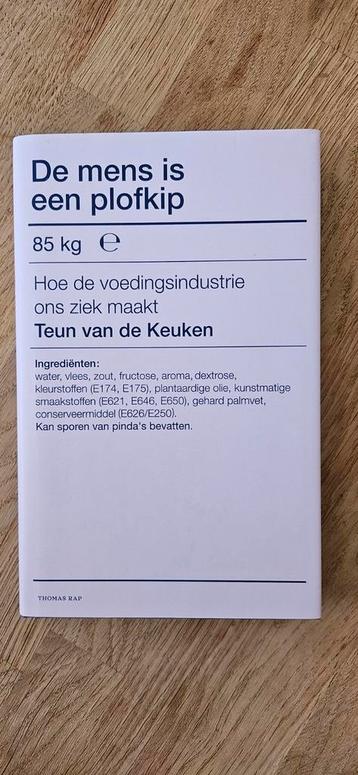 De mens is
een plofkip
85 kg ℮
Hoe de voedingsindustrie
ons ziek maakt
Teun van de Keuken
Ingrediënten:
water, vlees, zout, fructose, aroma, dextrose,
kleurstoffen (E174, E175), plantaardige olie, kunstmatige
smaakstoffen (E621, E646, E650), gehard palmvet,
conserveermiddel (E626/E250).
Kan sporen van pinda's bevatten.
THOMAS RAP